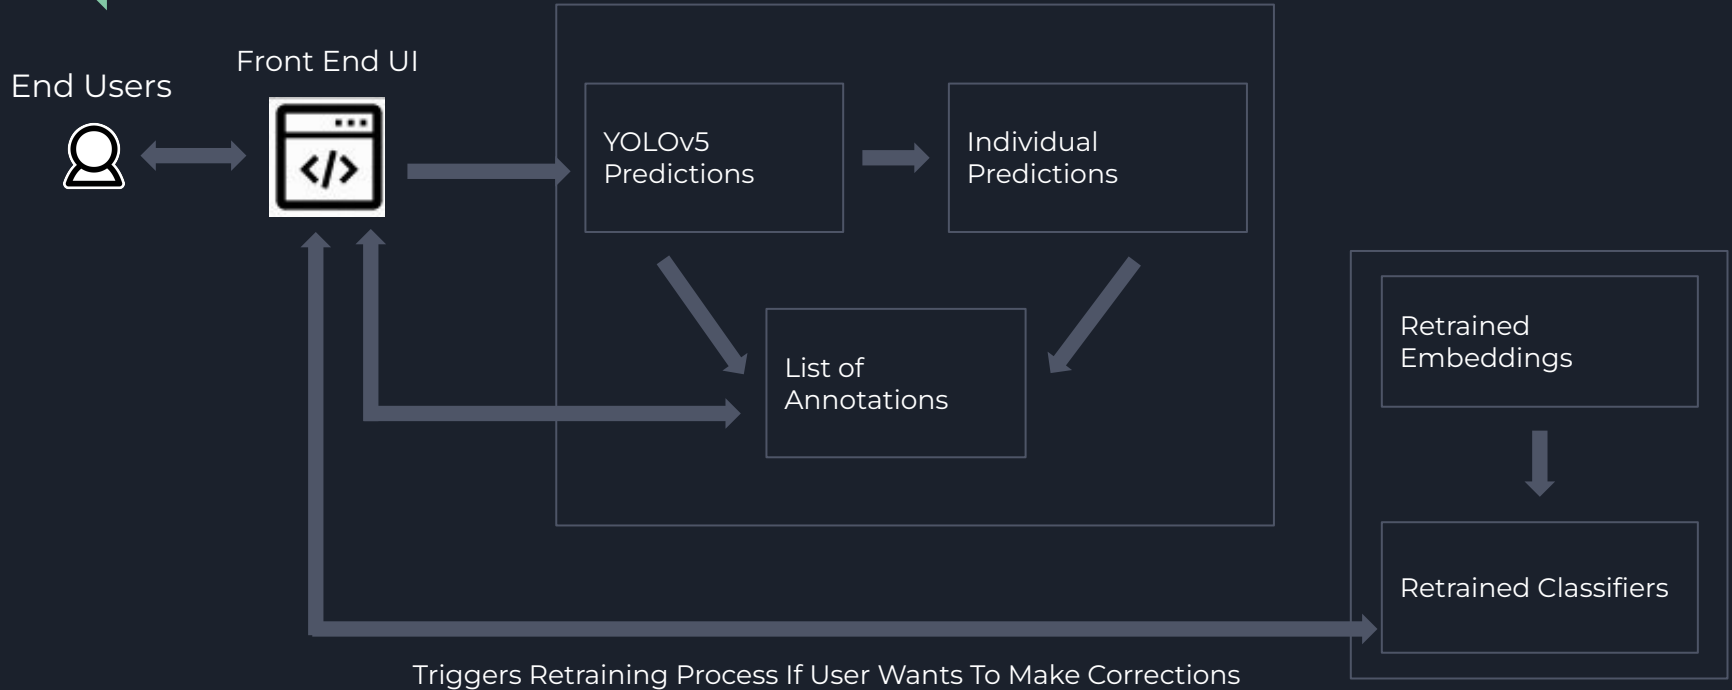 Front End UI
End Users
</>
YOLOv5
Predictions
Individual
Predictions
List of
Annotations
Retrained
Embeddings
Retrained Classifiers
Triggers Retraining Process If User Wants To Make Corrections